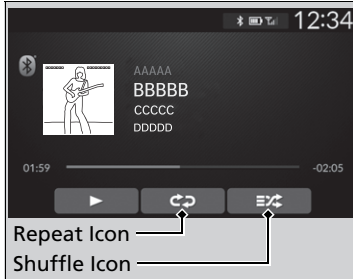 12:34
AAAAA
BBBBB
CCCCC
DDDDD
01:59
-02:05
Repeat Icon
Shuffle Icon